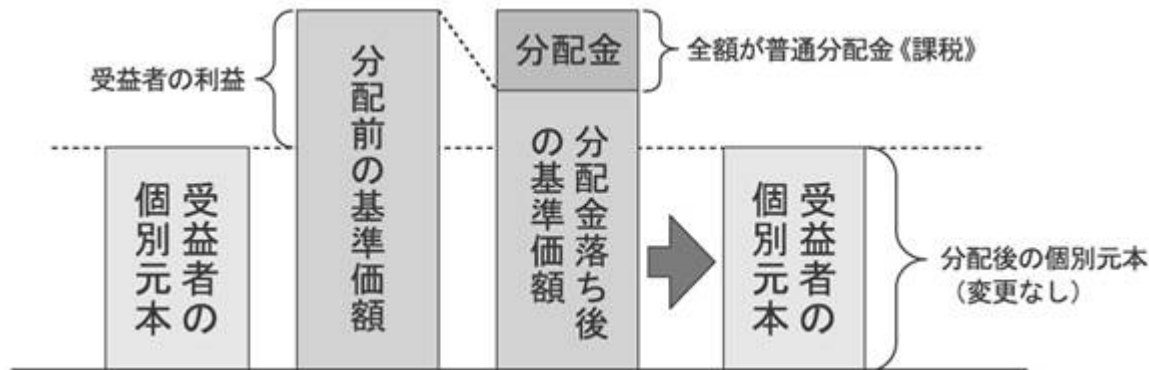 受益者の利益
受益者の
個別元本
分配前の基準価額
分配金
全額が普通分配金《課税》
分配金落ち後
の基準価額
受益者の
個別元本
分配後の個別元本
（変更なし）